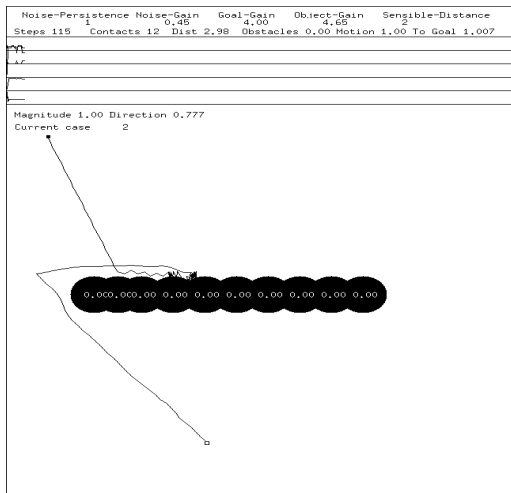 Noise-Persistence Noise-Gain Goal-Gain Object-Gain Sensible-Distance
1 0.45 4.00 4.65 2
Steps 115 Contacts 12 Dist 2.98 Obstacles 0.00 Motion 1.00 To Goal 1.007
Magnitude 1.00 Direction 0.777
Current case 2
0.00 0.00 0.00 0.00 0.00 0.00 0.00 0.00 0.00